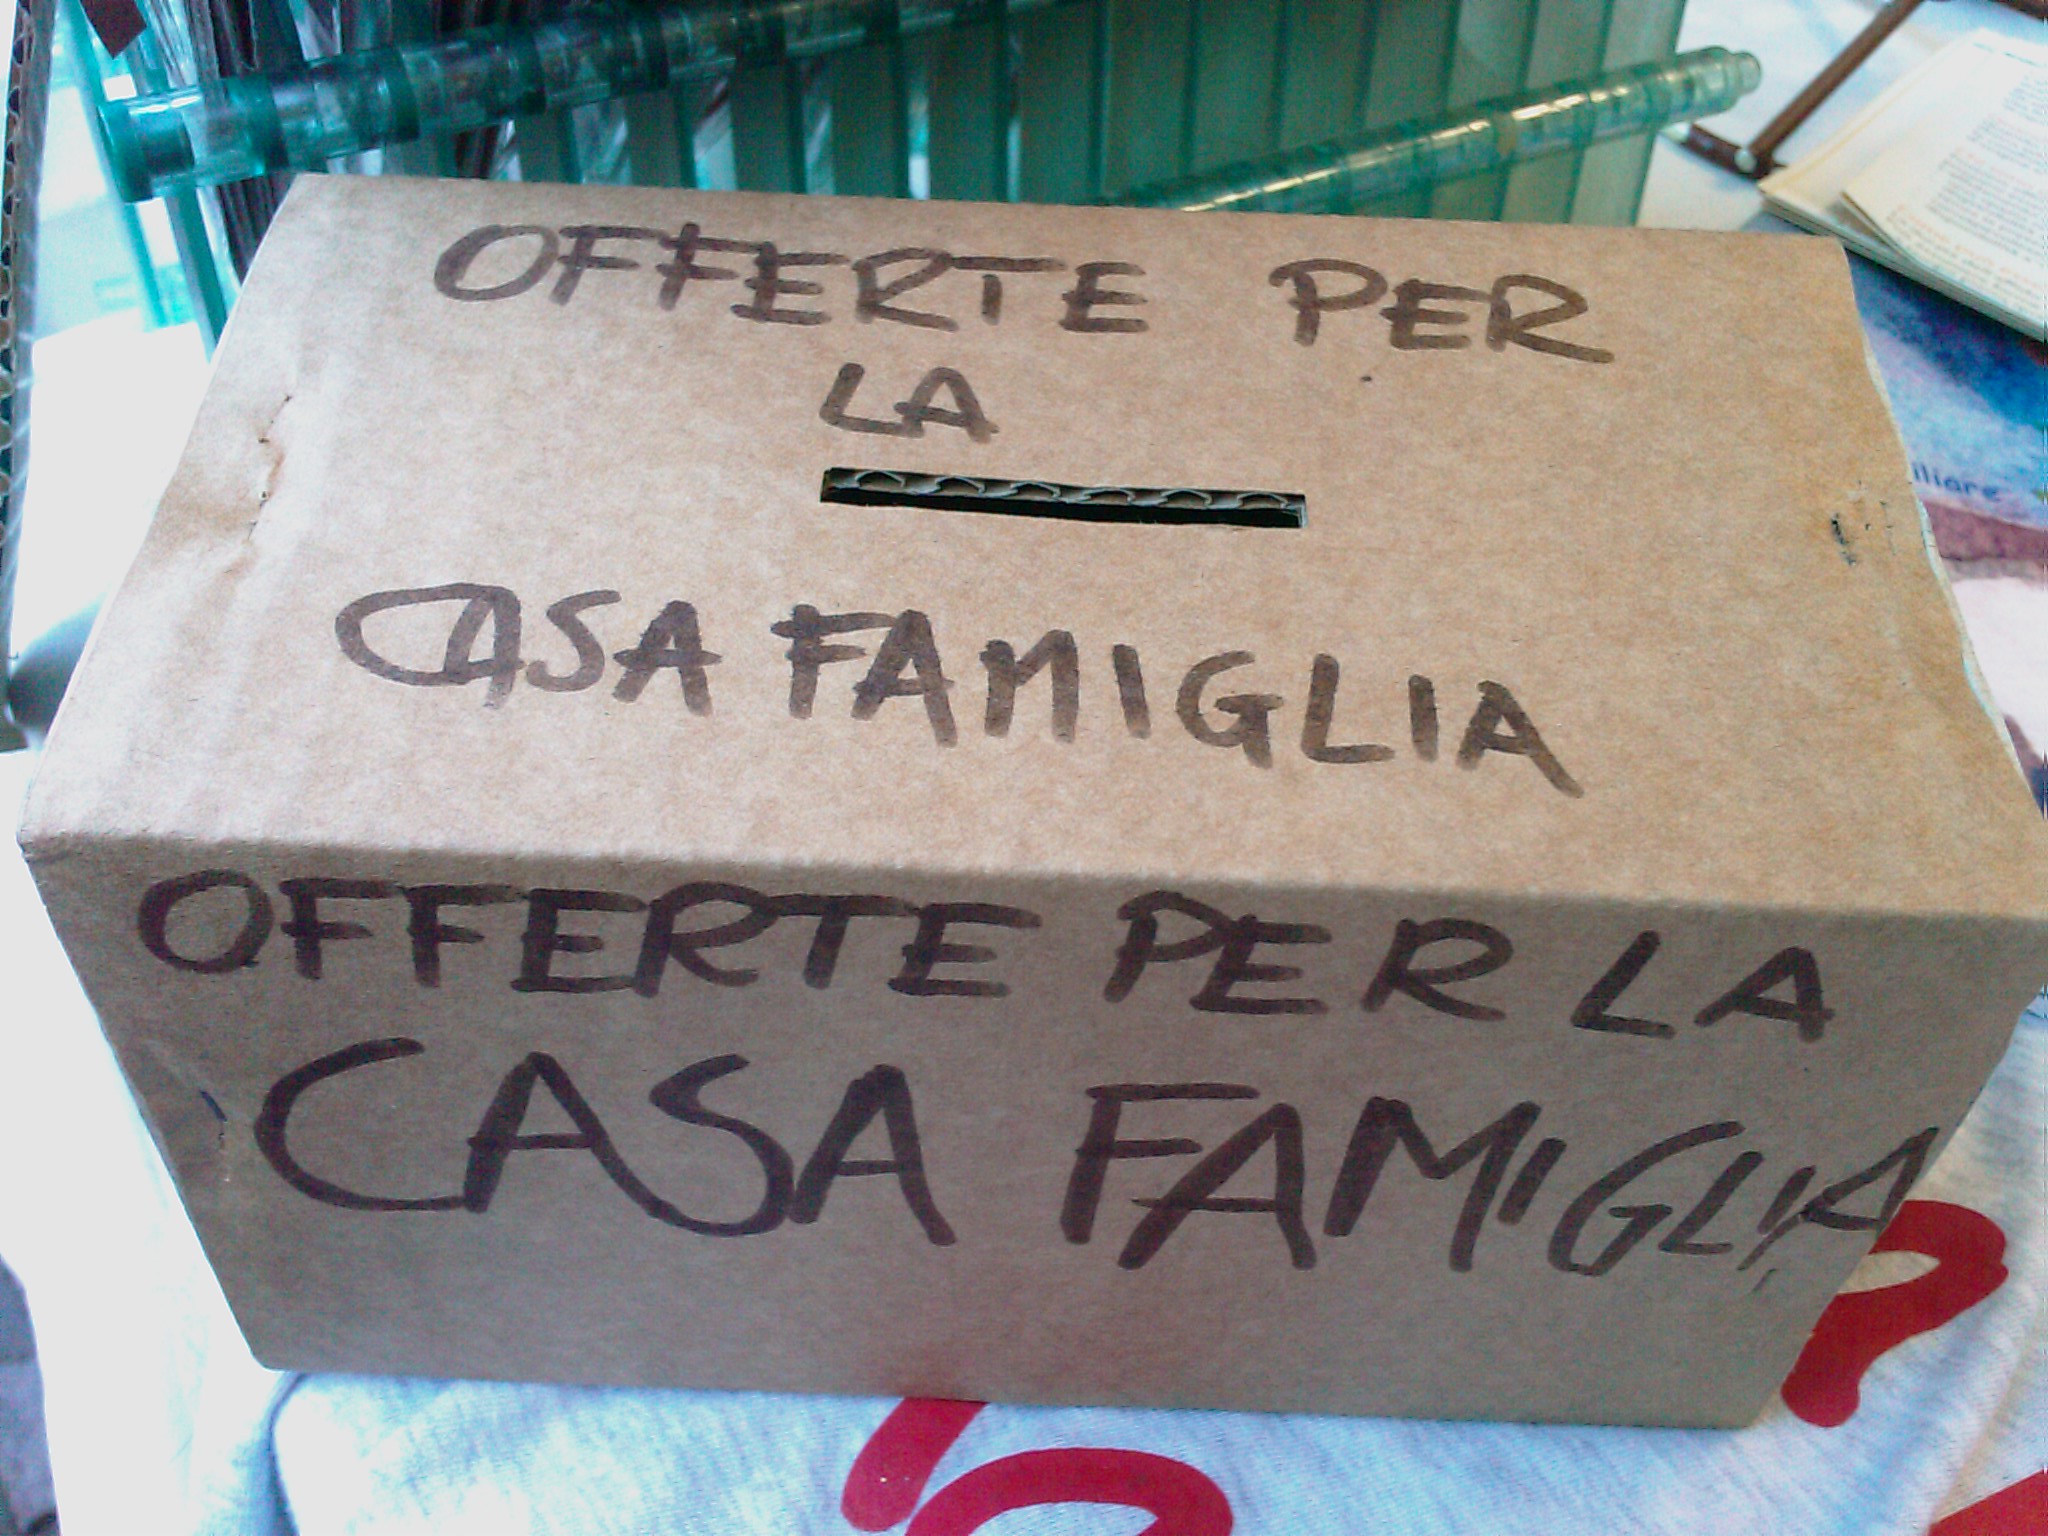 OFFERTE PER
LA
CASA FAMIGLIA
OFFERTE PER LA
CASA FAMIGLIA